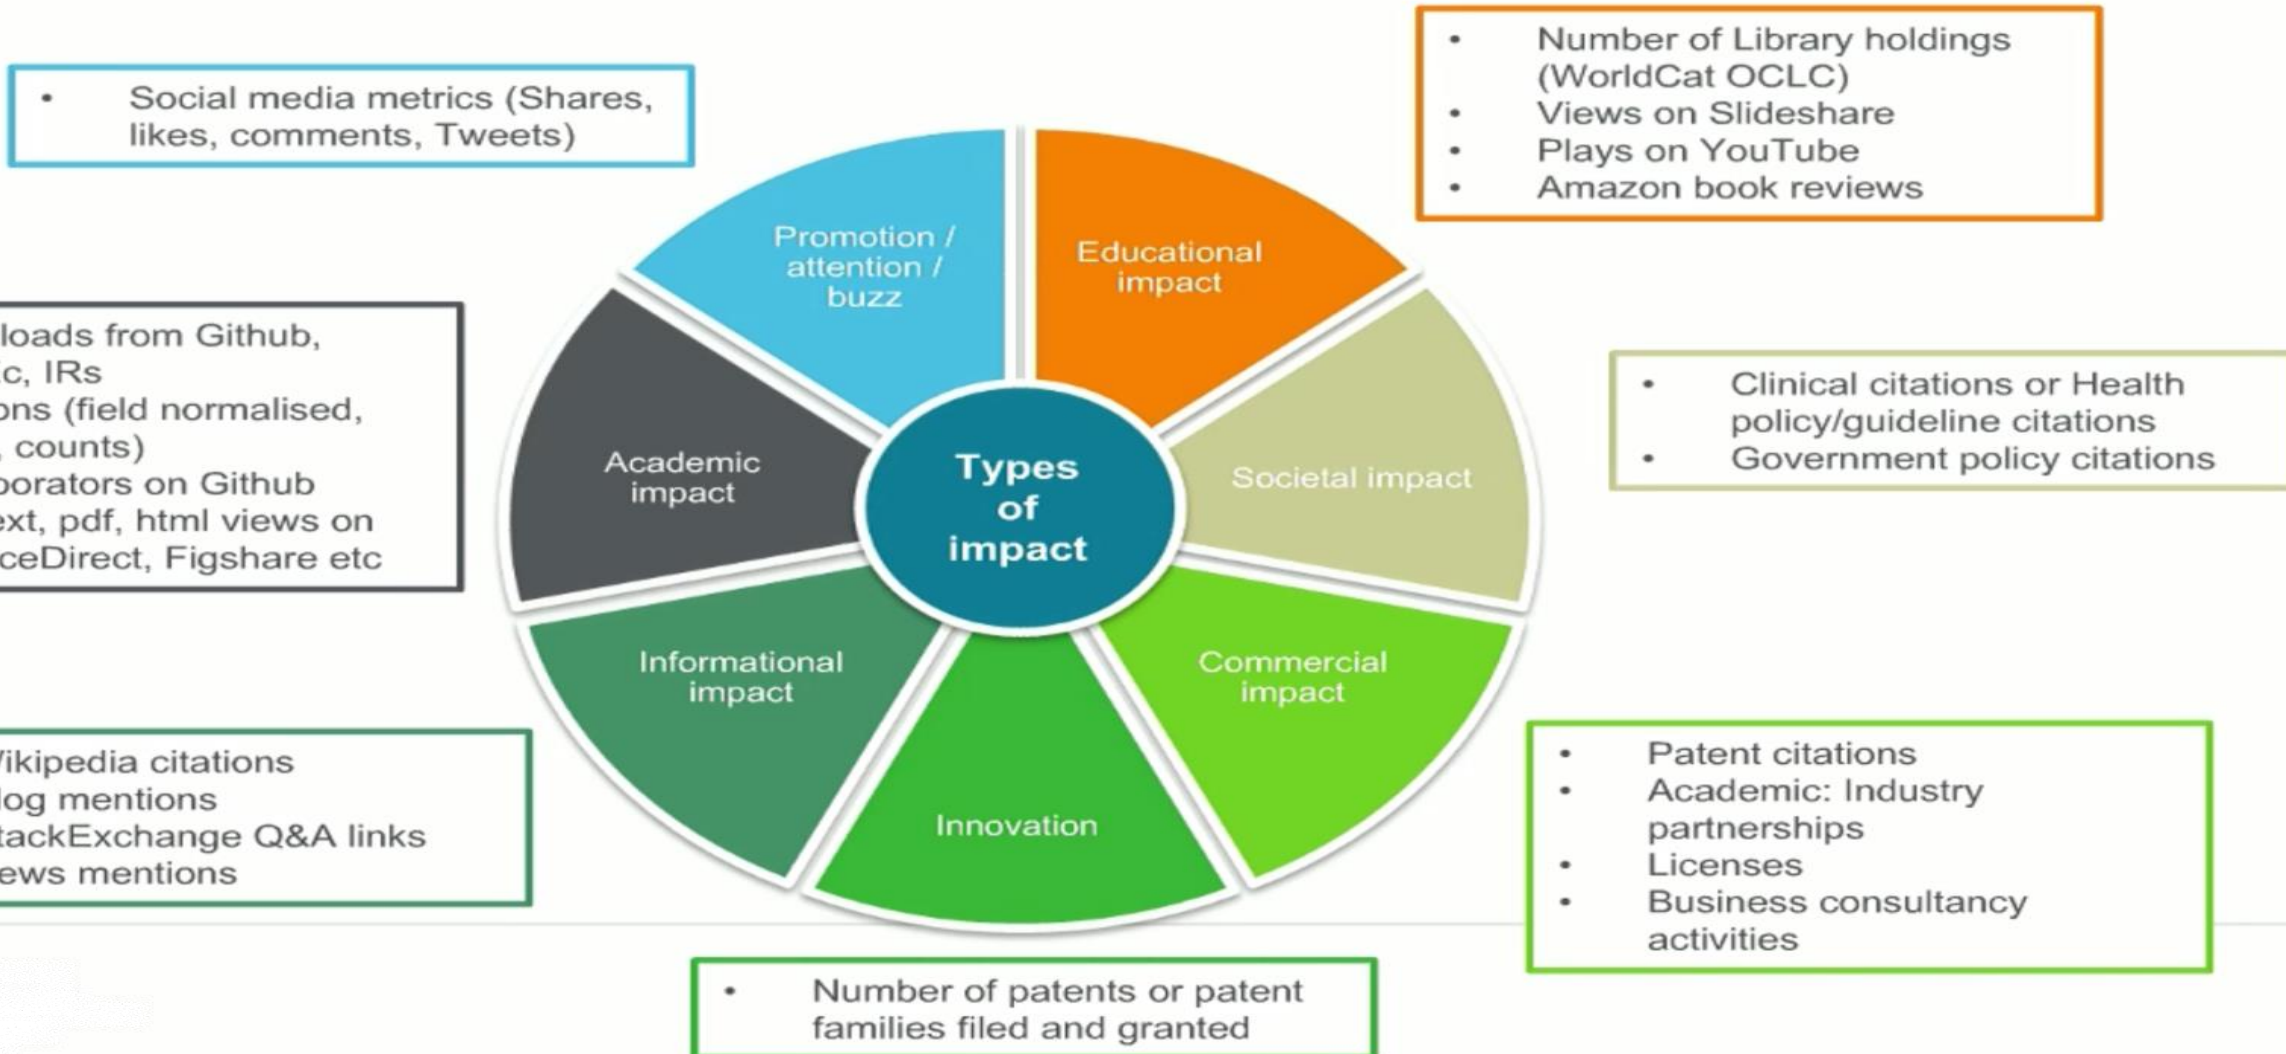 • Social media metrics (Shares,
likes, comments, Tweets)
• Number of Library holdings
(WorldCat OCLC)
• Views on Slideshare
• Plays on YouTube
• Amazon book reviews
Promotion /
attention /
buzz
Educational
impact
loads from Github,
c, IRs
ons (field normalised,
, counts)
borators on Github
ext, pdf, html views on
ceDirect, Figshare etc
Academic
impact
Types
of
impact
Societal impact
• Clinical citations or Health
policy/guideline citations
• Government policy citations
Informational
impact
Innovation
Commercial
impact
ikipedia citations
log mentions
tackExchange Q&A links
ews mentions
• Patent citations
• Academic: Industry
partnerships
• Licenses
• Business consultancy
activities
• Number of patents or patent
families filed and granted